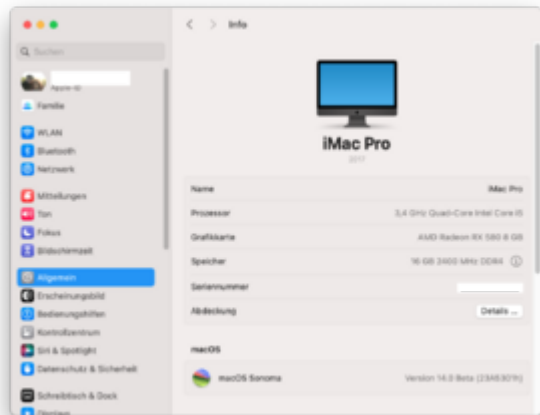 Info
Suchen
Apple-ID
Familie
WLAN
Bluetooth
Netzwerk
Mitteilungen
Ton
Fokus
Bildschirmzeit
Allgemein
Erscheinungsbild
Bedienungshilfen
Kontrollzentrum
Siri & Spotlight
Datenschutz & Sicherheit
Schreibtisch & Dock
Displays
iMac Pro
2017
Name iMac Pro
Prozessor 3,4 GHz Quad-Core Intel Core i5
Grafikkarte AMD Radeon RX 580 8 GB
Speicher 16 GB 2400 MHz DDR4
Seriennummer
Abdeckung Details ...
macOS
macOS Sonoma Version 14.0 Beta (23A5301h)